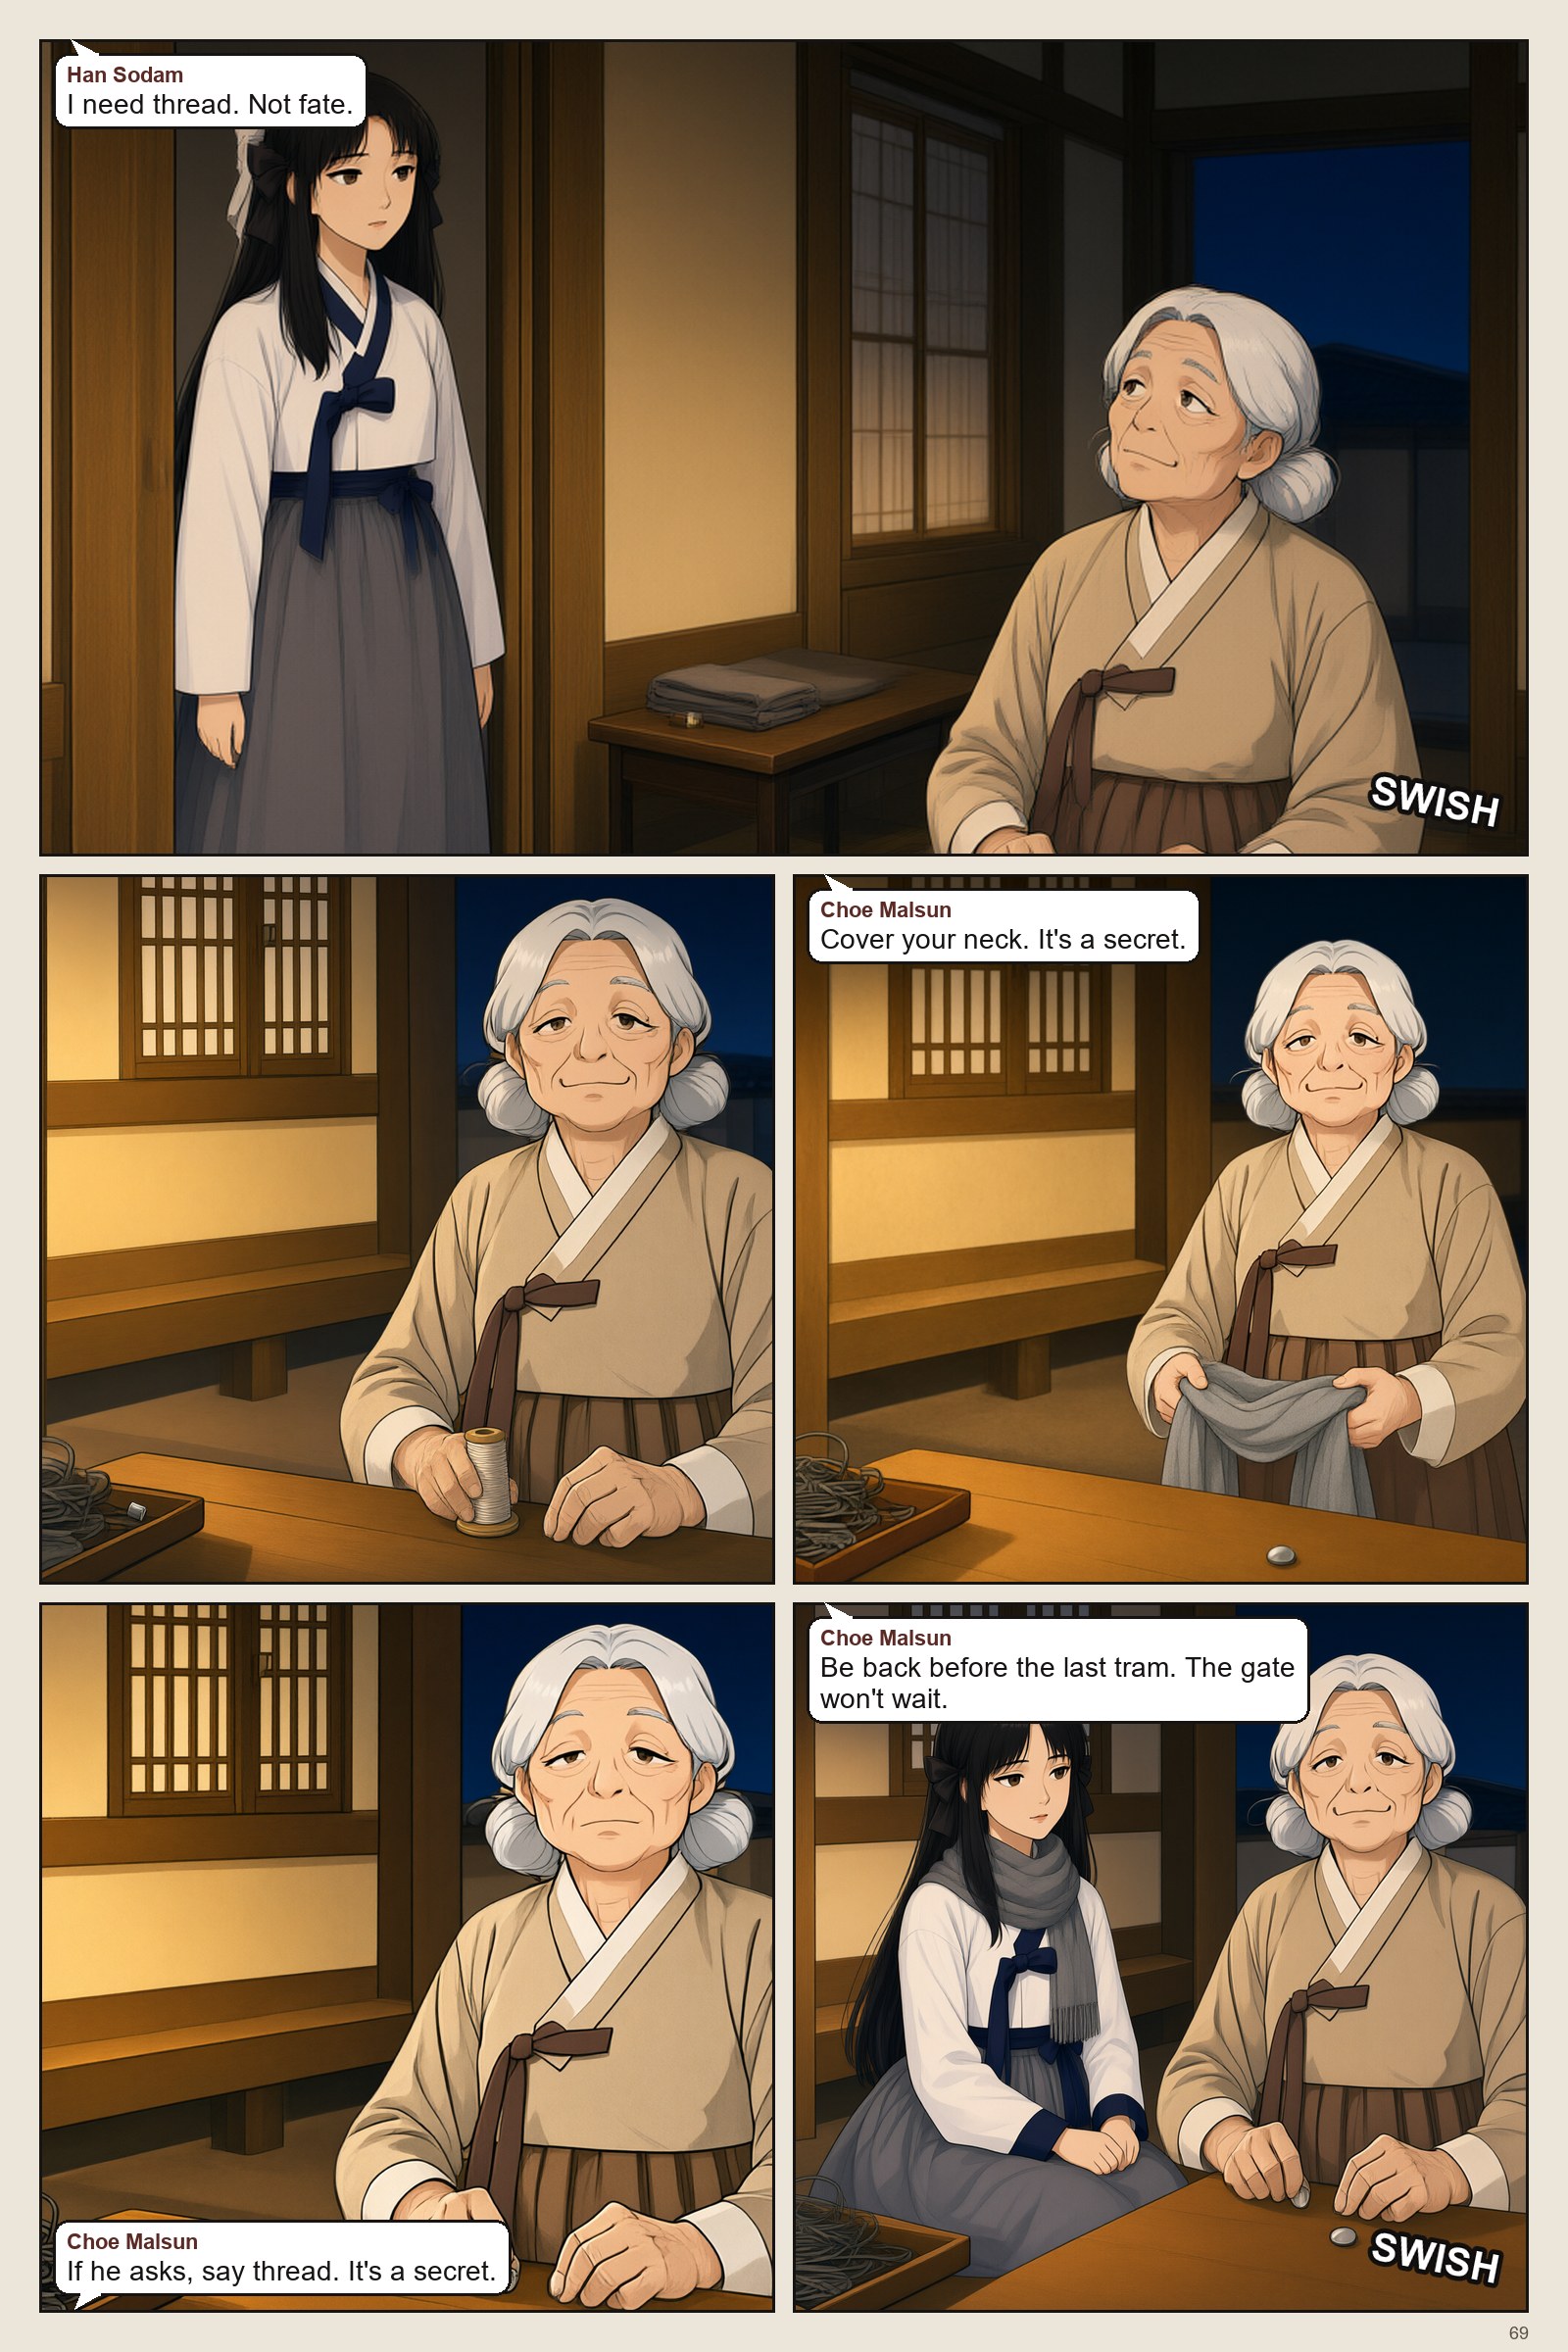 Han Sodam
I need thread. Not fate.
SWISH
Choe Malsun
Cover your neck. It's a secret.
Choe Malsun
If he asks, say thread. It's a secret.
Choe Malsun
Be back before the last tram. The gate
won't wait.
SWISH
69